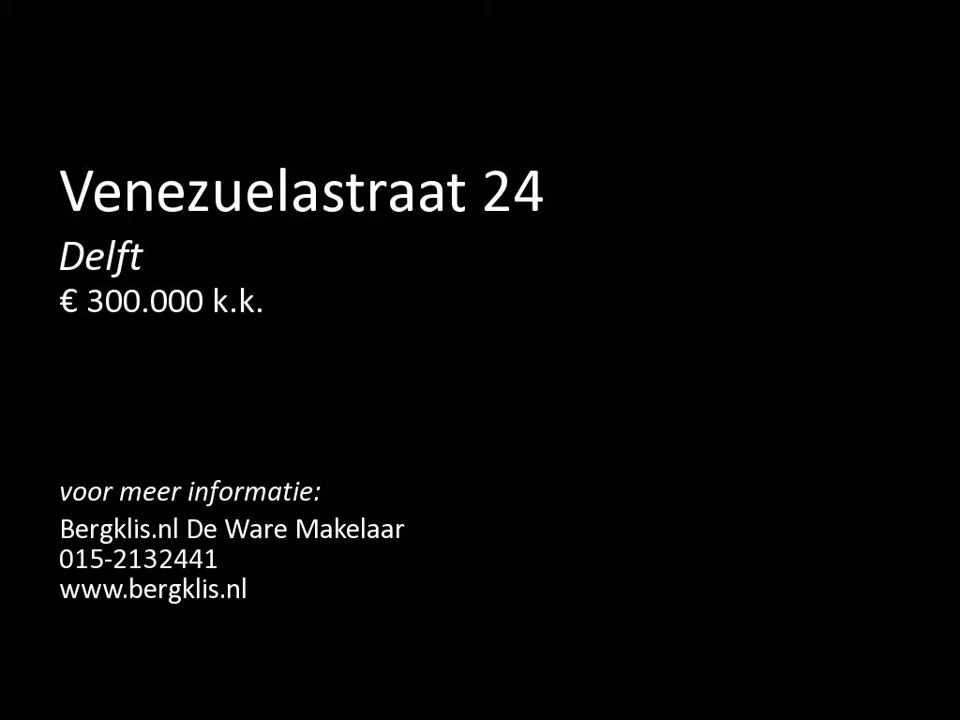 Venezuelastraat 24
Delft
€ 300.000 k.k.
voor meer informatie:
Bergklis.nl De Ware Makelaar
015-2132441
www.bergklis.nl